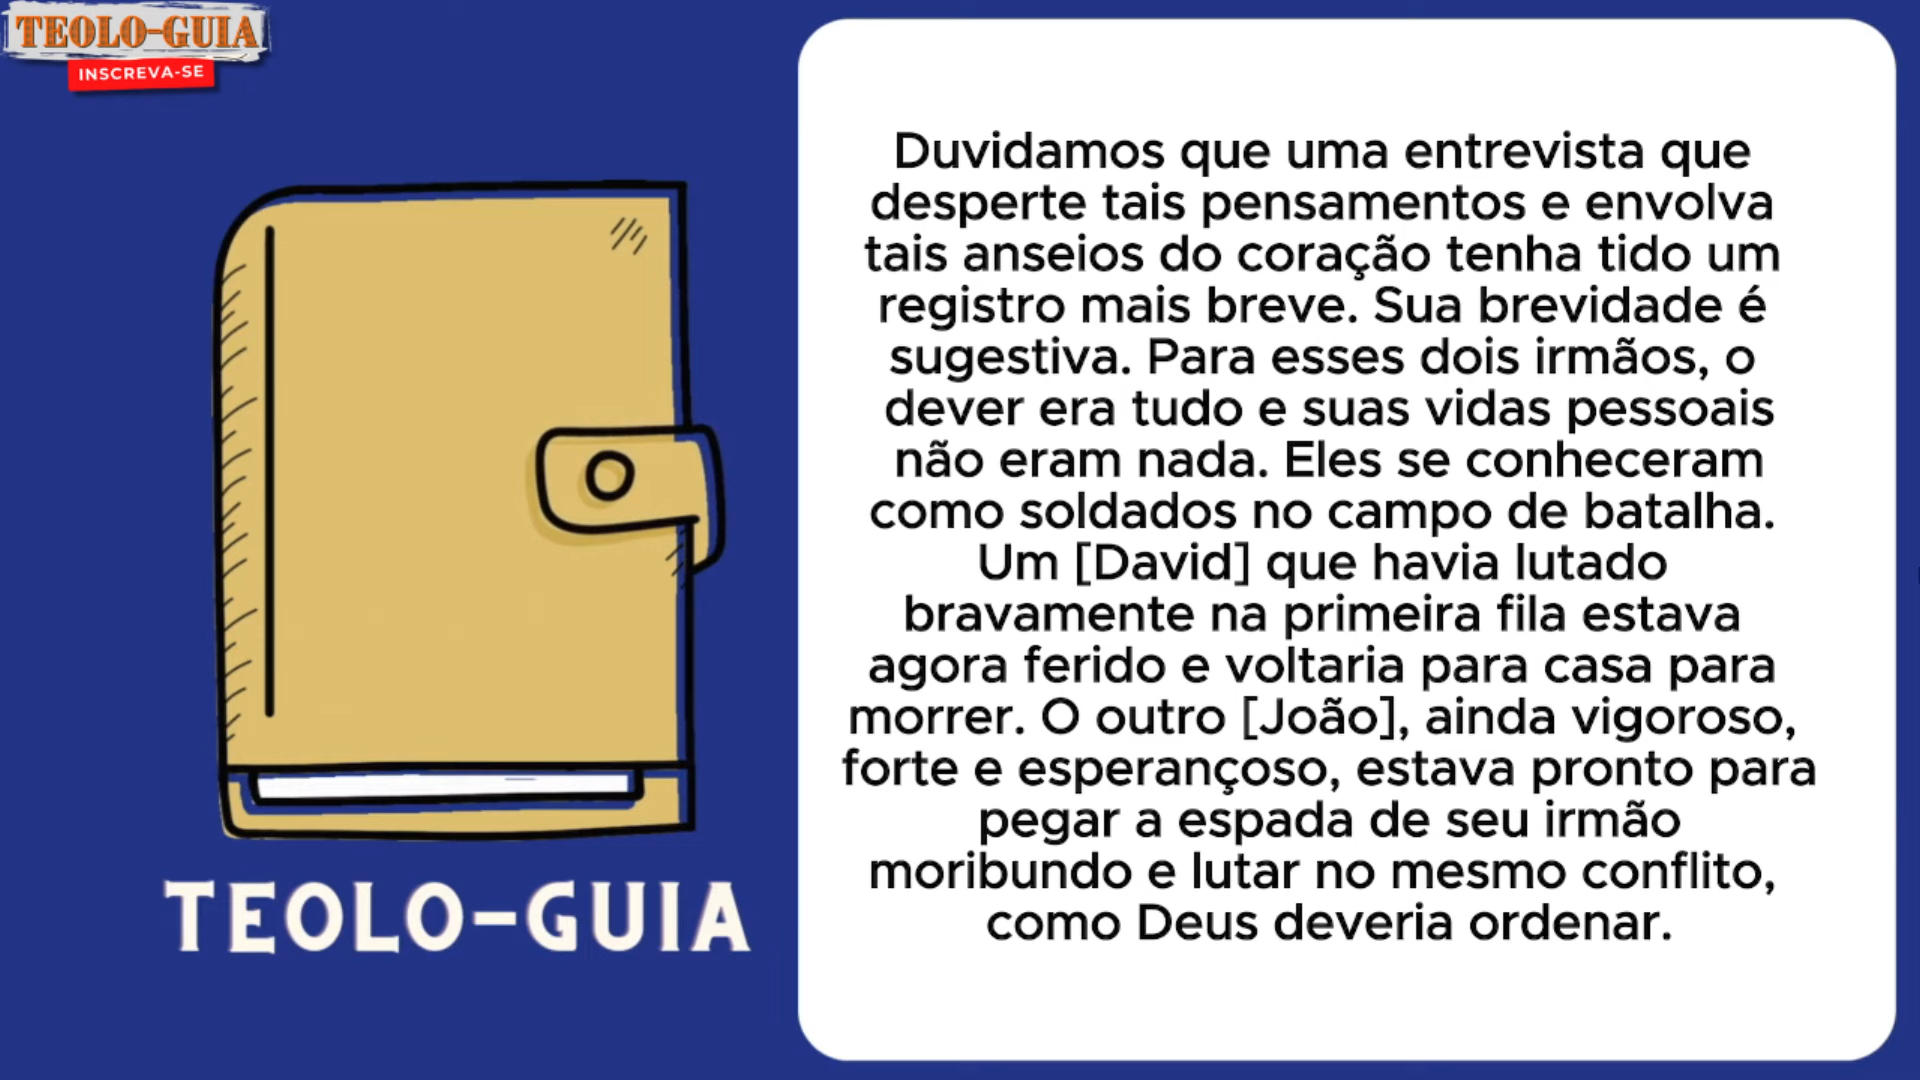 TEOLO-GUIA
INSCREVA-SE
Duvidamos que uma entrevista que
desperte tais pensamentos e envolva
tais anseios do coração tenha tido um
registro mais breve. Sua brevidade é
sugestiva. Para esses dois irmãos, o
dever era tudo e suas vidas pessoais
não eram nada. Eles se conheceram
como soldados no campo de batalha.
Um [David] que havia lutado
bravamente na primeira fila estava
agora ferido e voltaria para casa para
morrer. O outro [João], ainda vigoroso,
forte e esperançoso, estava pronto para
pegar a espada de seu irmão
moribundo e lutar no mesmo conflito,
como Deus deveria ordenar.
TEOLO-GUIA